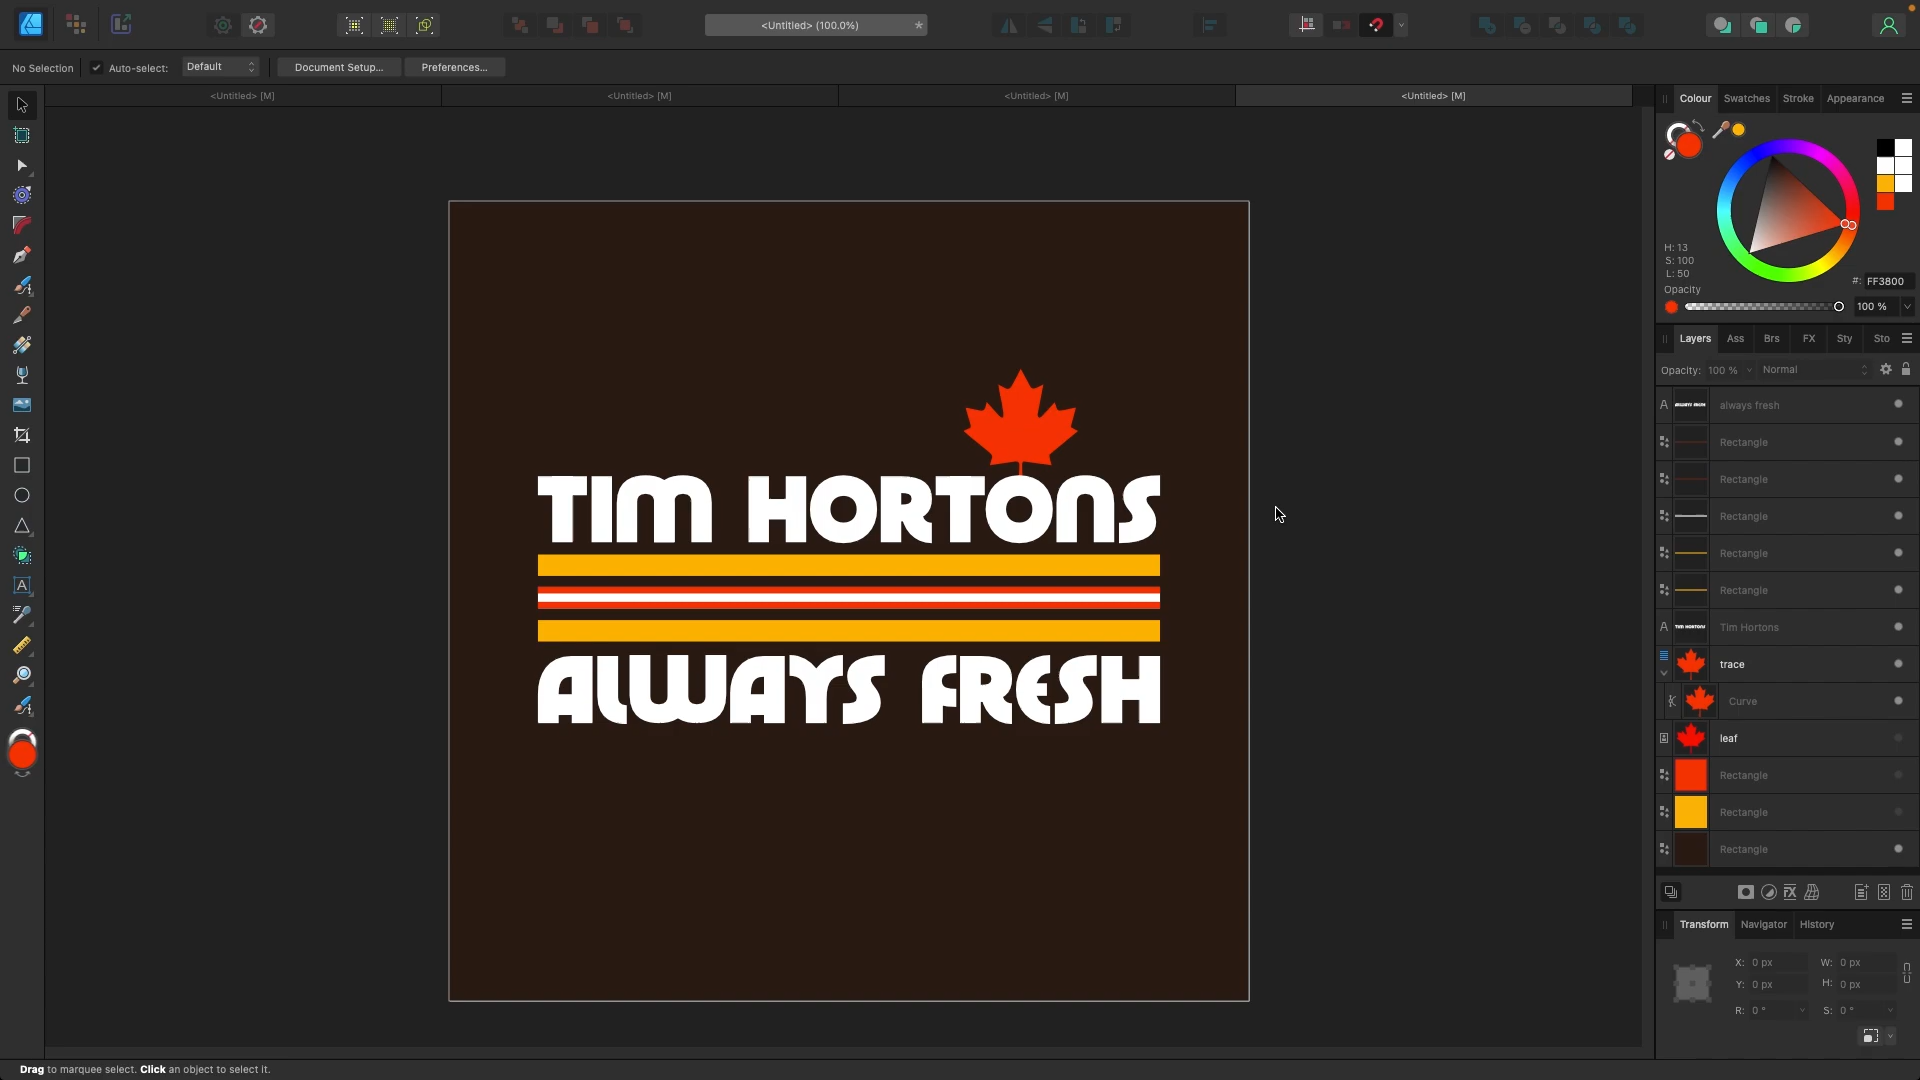 <Untitled> (100.0%)
*
No Selection
Auto-select:
Default
Document Setup...
Preferences...
<Untitled> [M]
<Untitled> [M]
<Untitled> [M]
<Untitled> [M]
Colour
Swatches
Stroke
Appearance
H: 13
S: 100
L: 50
#: FF3800
Opacity
100 %
Layers
Ass
Brs
FX
Sty
Sto
Opacity: 100 %
Normal
A
ALWAYS FRESH
always fresh
Rectangle
Rectangle
Rectangle
Rectangle
Rectangle
A
TIM HORTONS
Tim Hortons
trace
Curve
leaf
Rectangle
Rectangle
Rectangle
TIM HORTONS
ALWAYS FRESH
A
Transform
Navigator
History
X: 0 px
W: 0 px
Y: 0 px
H: 0 px
R: 0 °
S: 0 °
Drag to marquee select. Click an object to select it.